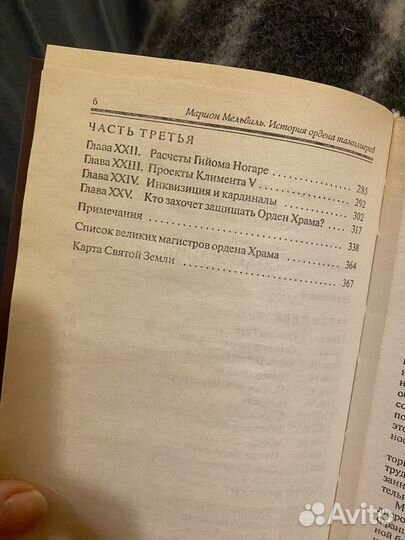 6
Марион Мельвиль. История ордена тамплиеров
ЧАСТЬ ТРЕТЬЯ
Глава XXII. Расчеты Гийома Ногаре 285
Глава XXIII. Проекты Климента V 292
Глава XXIV. Инквизиция и кардиналы 302
Глава XXV. Кто захочет защищать Орден Храма? 317
Примечания 338
Список великих магистров ордена Храма 364
Карта Святой Земли 367
Avito